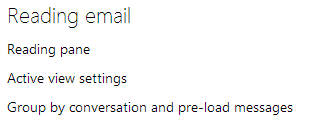 Reading email
Reading pane
Active view settings
Group by conversation and pre-load messages